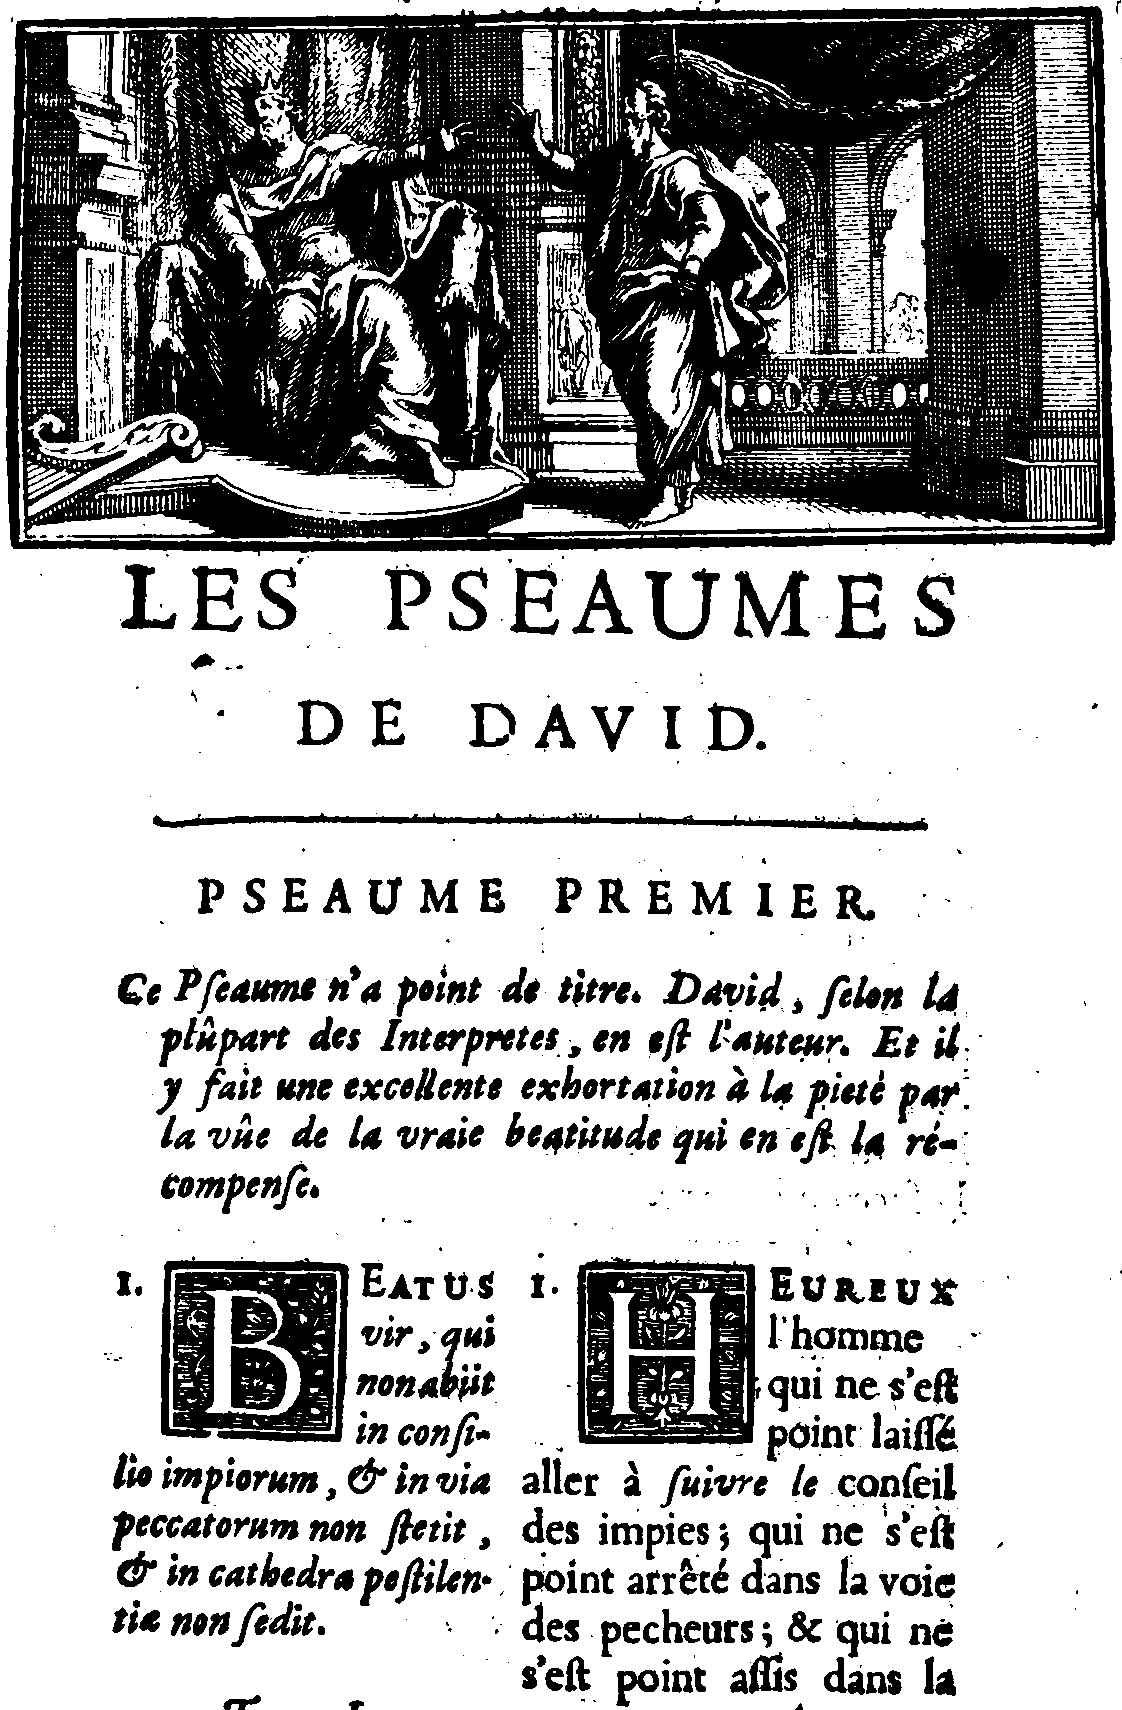 LES PSEAUMES
DE DAVID.
PSEAUME PREMIER.
Ce Pſeaume n'a point de titre. David, ſelon la
plûpart des Interpretes, en eſt l'auteur. Et il
y fait une excellente exhortation à la pieté par
la vûe de la vraie beatitude qui en eſt la ré-
compenſe.
1. BEATUS
vir, qui
non abiit
in conſi-
lio impiorum, & in via
peccatorum non ſtetit,
& in cathedra peſtilen-
tiæ non ſedit.
1. HEUREUX
l'homme
qui ne s'eſt
point laiſſé
aller à ſuivre le conſeil
des impies; qui ne s'eſt
point arrêté dans la voie
des pecheurs; & qui ne
s'eſt point aſſis dans la